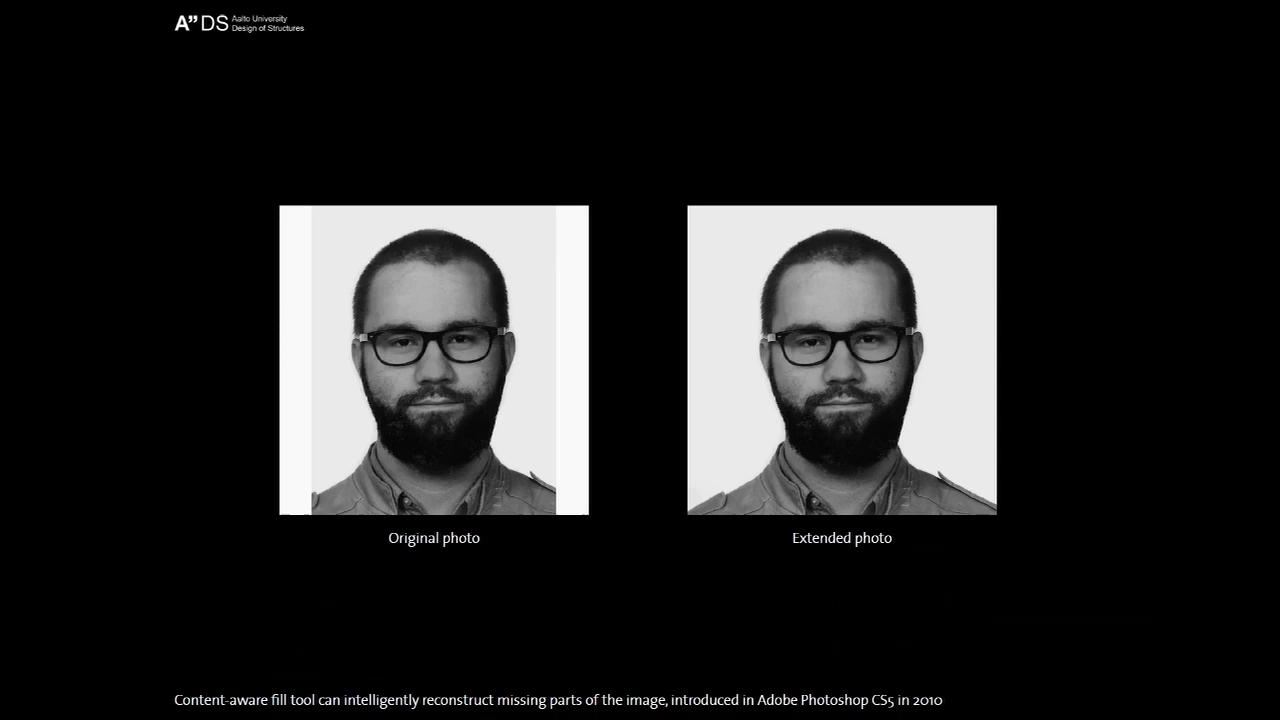 A” DS Aalto University
Design of Structures
Original photo
Extended photo
Content-aware fill tool can intelligently reconstruct missing parts of the image, introduced in Adobe Photoshop CS5 in 2010